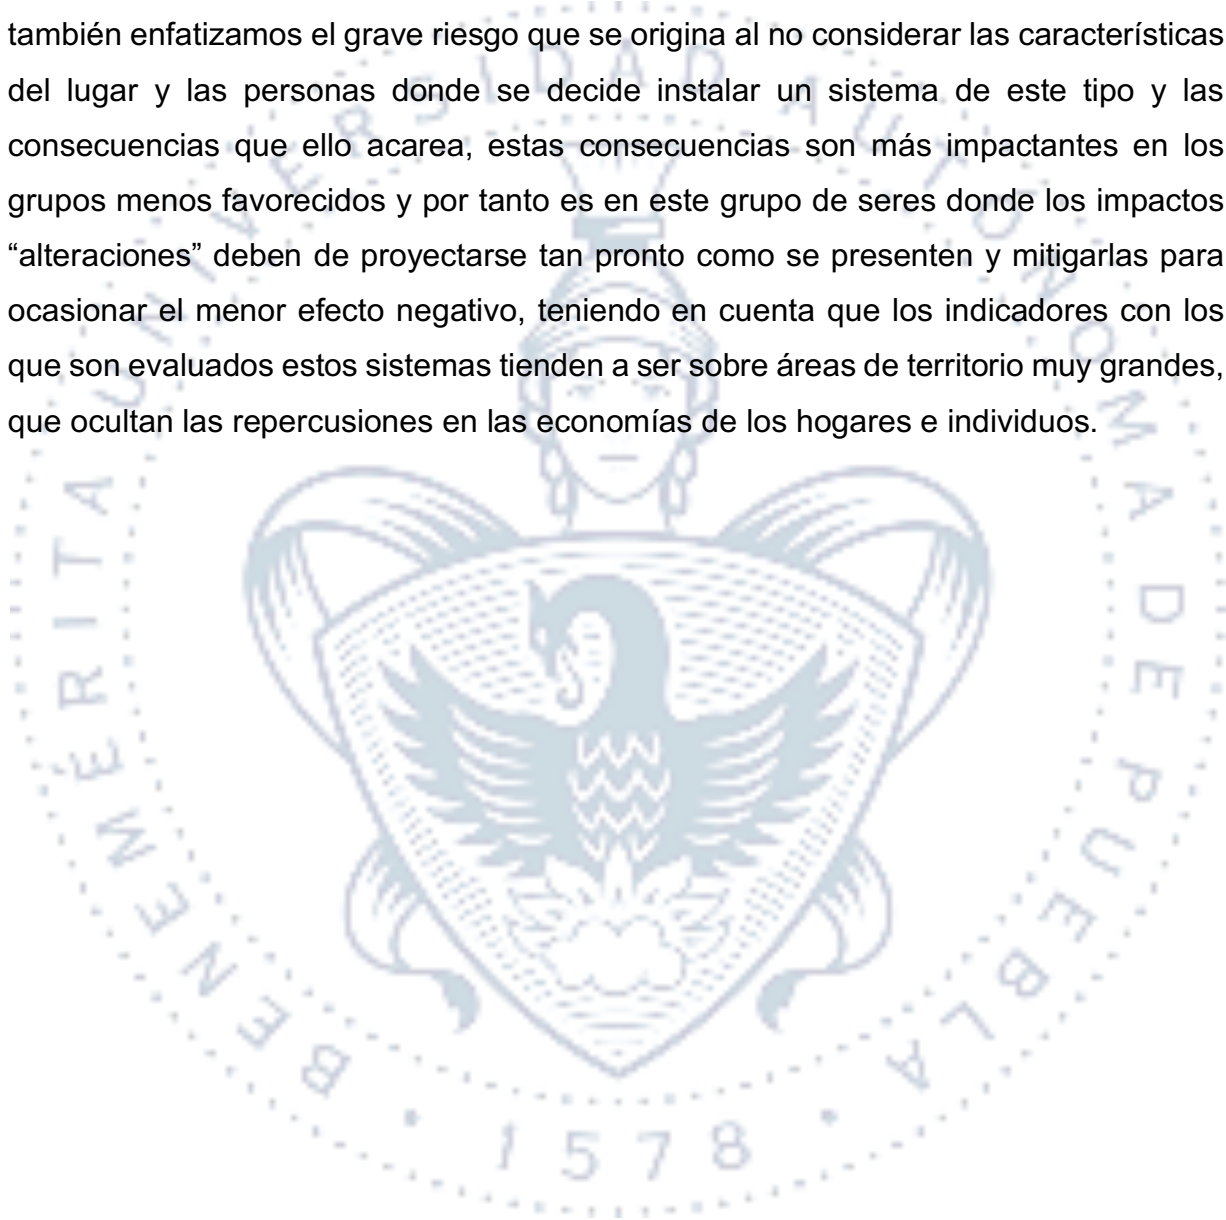 también enfatizamos el grave riesgo que se origina al no considerar las características
del lugar y las personas donde se decide instalar un sistema de este tipo y las
consecuencias que ello acarea, estas consecuencias son más impactantes en los
grupos menos favorecidos y por tanto es en este grupo de seres donde los impactos
“alteraciones” deben de proyectarse tan pronto como se presenten y mitigarlas para
ocasionar el menor efecto negativo, teniendo en cuenta que los indicadores con los
que son evaluados estos sistemas tienden a ser sobre áreas de territorio muy grandes,
que ocultan las repercusiones en las economías de los hogares e individuos.
BENEMÉRITA UNIVERSIDAD AUTÓNOMA DE PUEBLA
1578